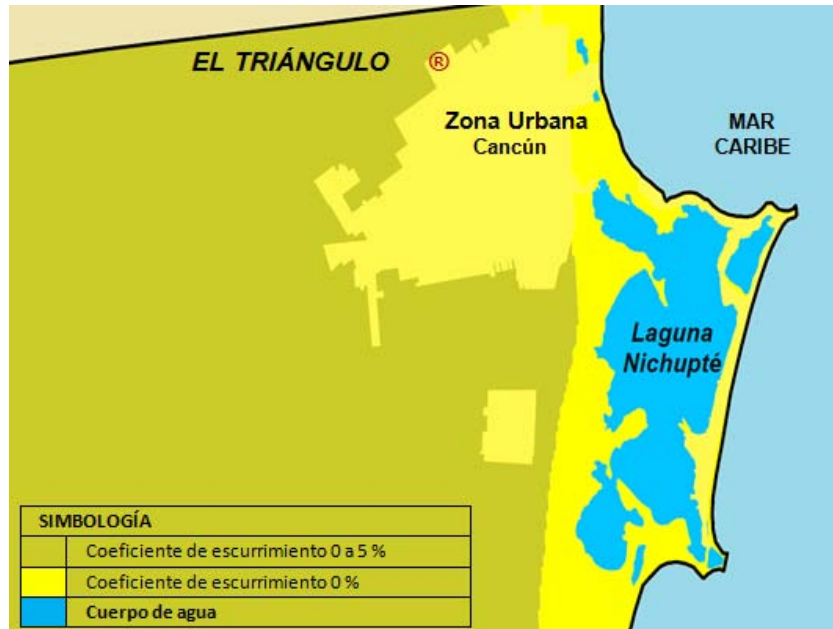 EL TRIÁNGULO ®
Zona Urbana
Cancún
MAR
CARIBE
Laguna
Nichupté
SIMBOLOGÍA
Coeficiente de escurrimiento 0 a 5 %
Coeficiente de escurrimiento 0 %
Cuerpo de agua